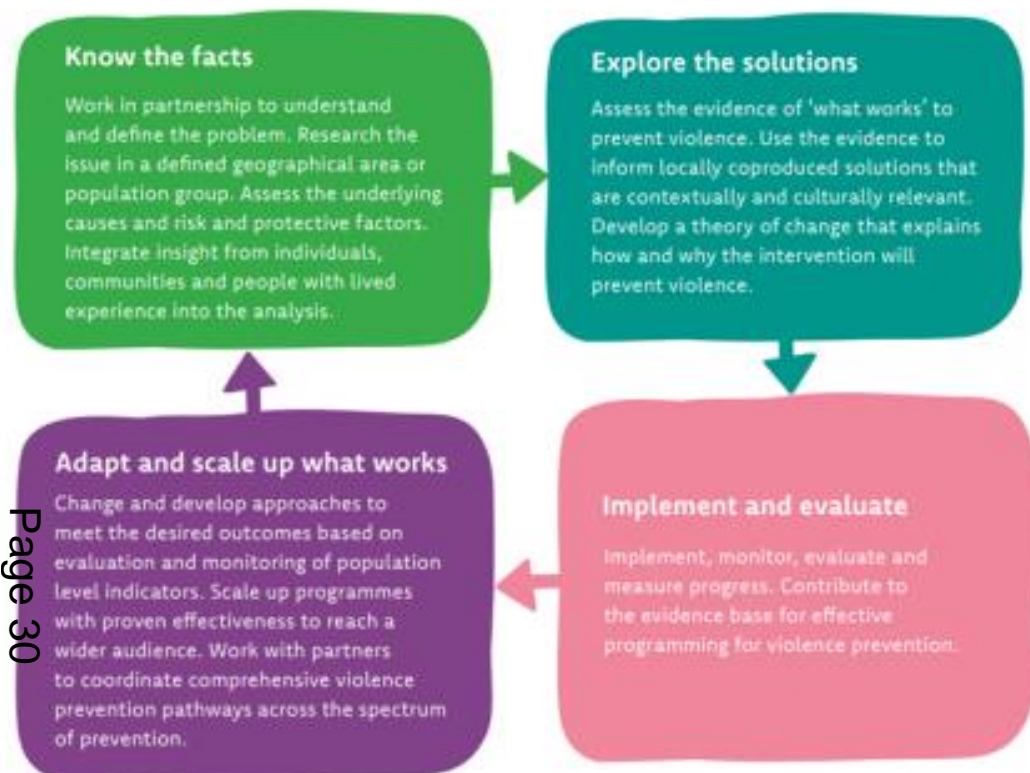 Know the facts
Work in partnership to understand
and define the problem. Research the
issue in a defined geographical area or
population group. Assess the underlying
causes and risk and protective factors.
Integrate insight from individuals,
communities and people with lived
experience into the analysis.
Explore the solutions
Assess the evidence of ‘what works’ to
prevent violence. Use the evidence to
inform locally coproduced solutions that
are contextually and culturally relevant.
Develop a theory of change that explains
how and why the intervention will
prevent violence.
Implement and evaluate
Implement, monitor, evaluate and
measure progress. Contribute to
the evidence base for effective
programming for violence prevention.
Adapt and scale up what works
Change and develop approaches to
meet the desired outcomes based on
evaluation and monitoring of population
level indicators. Scale up programmes
with proven effectiveness to reach a
wider audience. Work with partners
to coordinate comprehensive violence
prevention pathways across the spectrum
of prevention.
Page 30